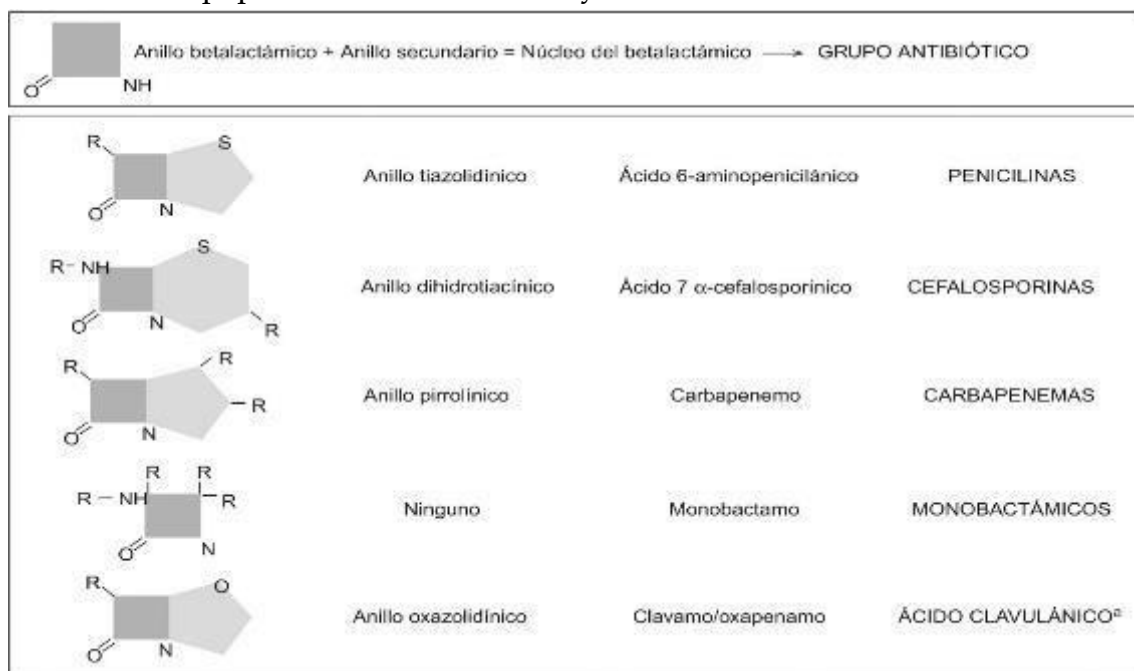 Anillo betalactámico + Anillo secundario = Núcleo del betalactámico → GRUPO ANTIBIÓTICO
O
NH
R
S
O
N
Anillo tiazolidínico
Ácido 6-aminopenicilánico
PENICILINAS
S
R – NH
O
N
R
Anillo dihidrotiacínico
Ácido 7 α-cefalosporínico
CEFALOSPORINAS
R
R
R
O
N
Anillo pirrolínico
Carbapenemo
CARBAPENEMAS
R
R
R – NH
R
O
N
Ninguno
Monobactamo
MONOBACTÁMICOS
R
O
O
N
Anillo oxazolidínico
Clavamo/oxapenamo
ÁCIDO CLAVULÁNICOª